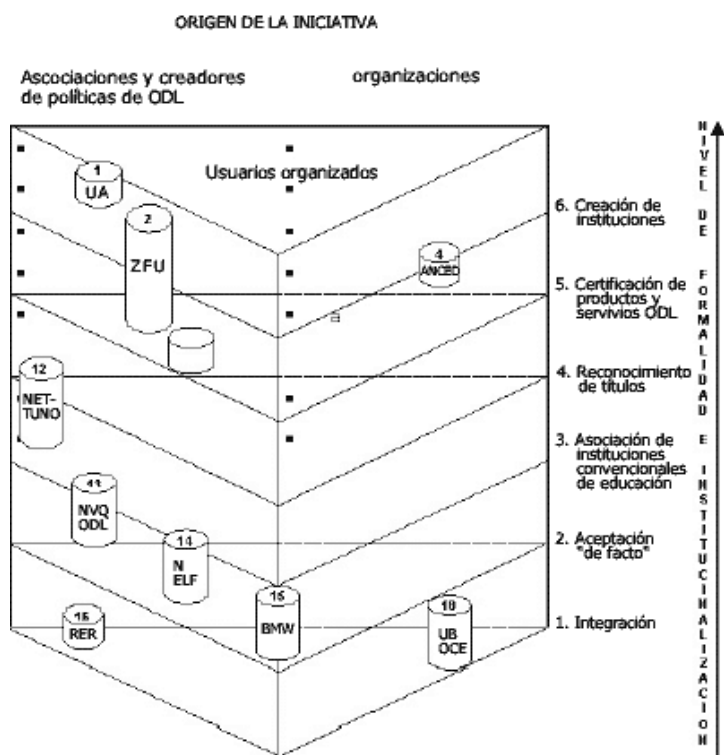 ORIGEN DE LA INICIATIVA
Ascociaciones y creadores
de políticas de ODL
organizaciones
Usuarios organizados
1
UA
2
ZFU
4
ANCED
12
NET-
TUNO
NVQ
ODL
14
N
ELF
BMW
RER
UB
OCE
6. Creación de
instituciones
5. Certificación de
productos y
servivios ODL
4. Reconocimiento
de títulos
3. Asociación de
instituciones
convencionales
de educación
2. Aceptación
"de facto"
1. Integración
NIVEL DE FORMALIDAD E INSTITUCINALIZACION